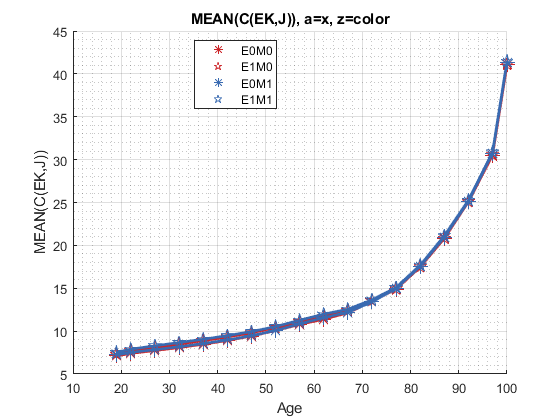 MEAN(C(EK,J)), a=x, z=color
E0M0
E1M0
E0M1
E1M1
MEAN(C(EK,J))
45
40
35
30
25
20
15
10
5
10 20 30 40 50 60 70 80 90 100
Age